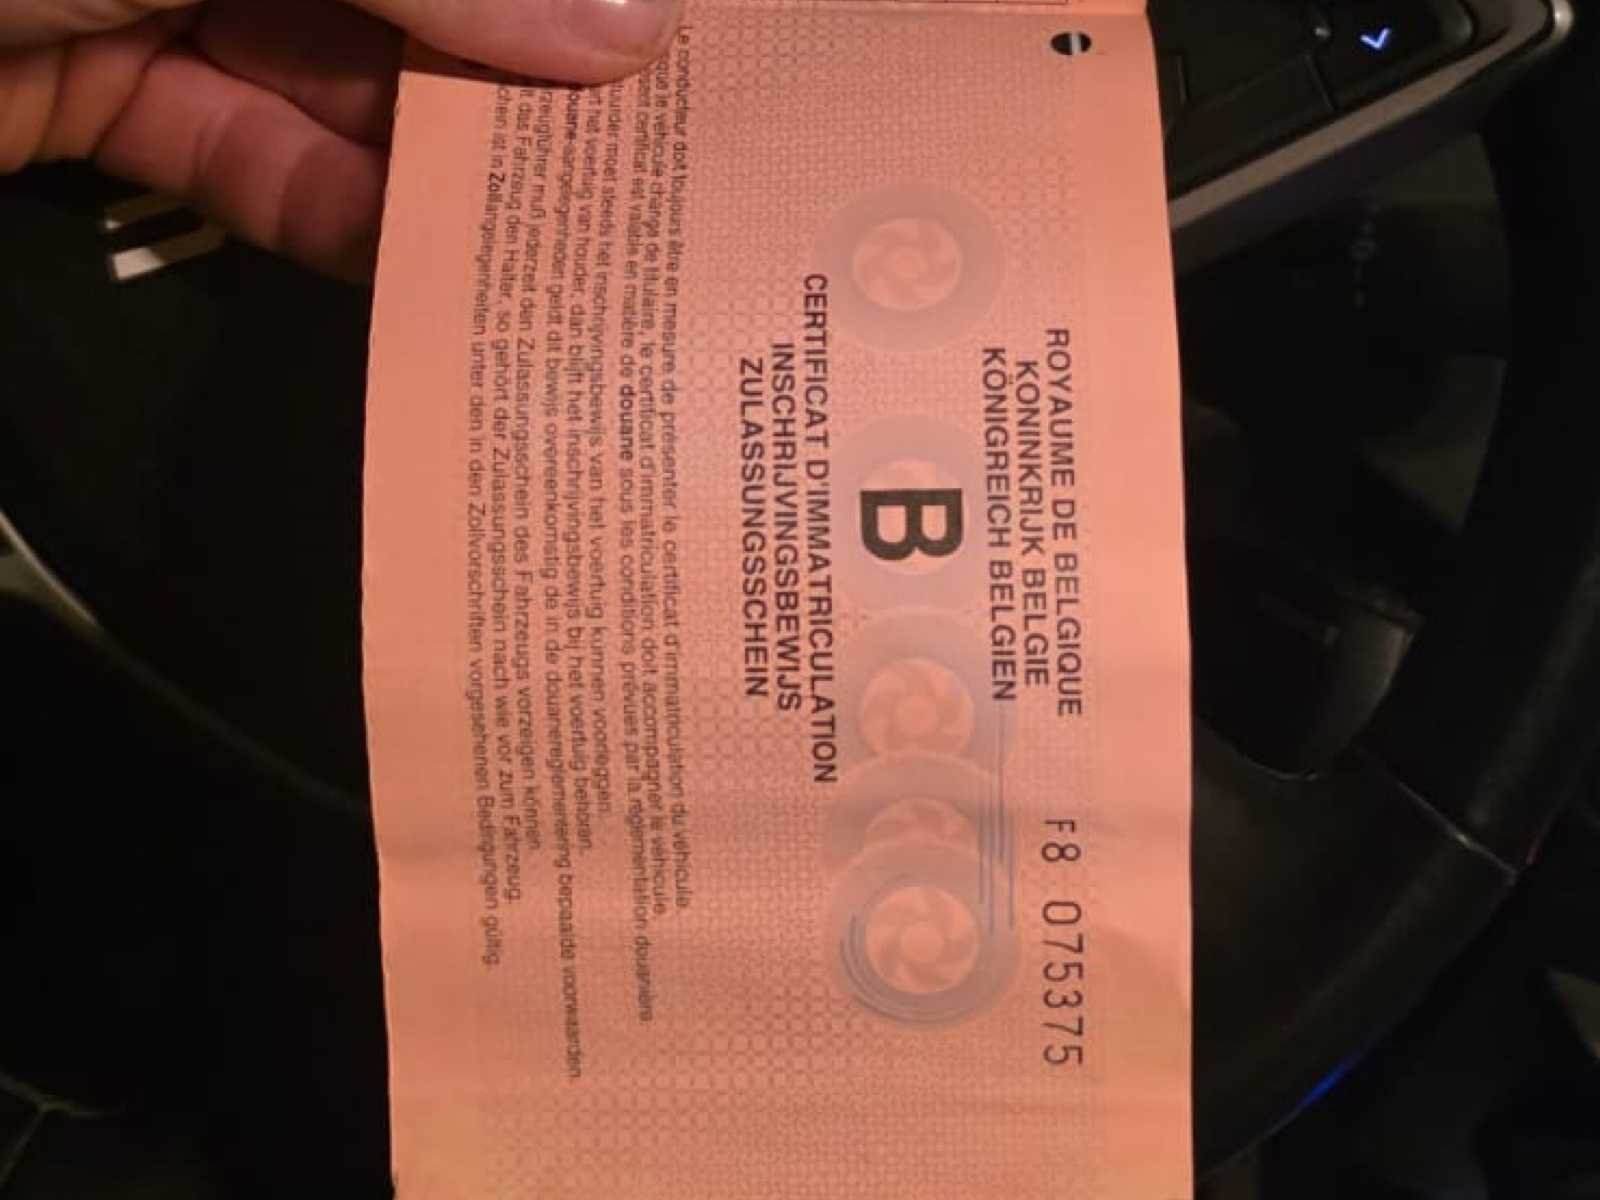 ROYAUME DE BELGIQUE
KONINKRIJK BELGIE
KÖNIGREICH BELGIEN
F8 075375
B
CERTIFICAT D'IMMATRICULATION
INSCHRIJVINGSBEWIJS
ZULASSUNGSSCHEIN
Le conducteur doit toujours être en mesure de présenter le certificat d'immatriculation du véhicule.
que le véhicule change de titulaire, le certificat d'immatriculation doit accompagner le véhicule.
certificat est valable en matière de douane sous les conditions prévues par la réglementation douanière.
moet steeds het inschrijvingsbewijs van het voertuig kunnen voorleggen.
het voertuig van houder, dan blijft het inschrijvingsbewijs bij het voertuig behoren.
douane-aangelegenheden geldt dit bewijs overeenkomstig de in de douanereglementering bepaalde voorwaarden.
muß jederzeit den Zulassungsschein des Fahrzeugs vorzeigen können.
das Fahrzeug den Halter, so gehört der Zulassungsschein nach wie vor zum Fahrzeug.
ist in Zollangelegenheiten unter den in den Zollvorschriften vorgesehenen Bedingungen gültig.